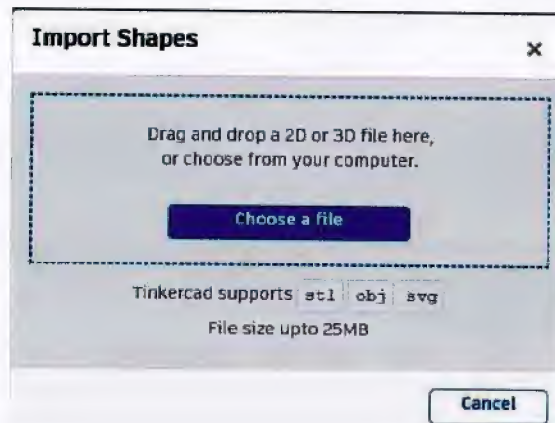 Import Shapes
×
Drag and drop a 2D or 3D file here,
or choose from your computer.
Choose a file
Tinkercad supports stl obj svg
File size upto 25MB
Cancel